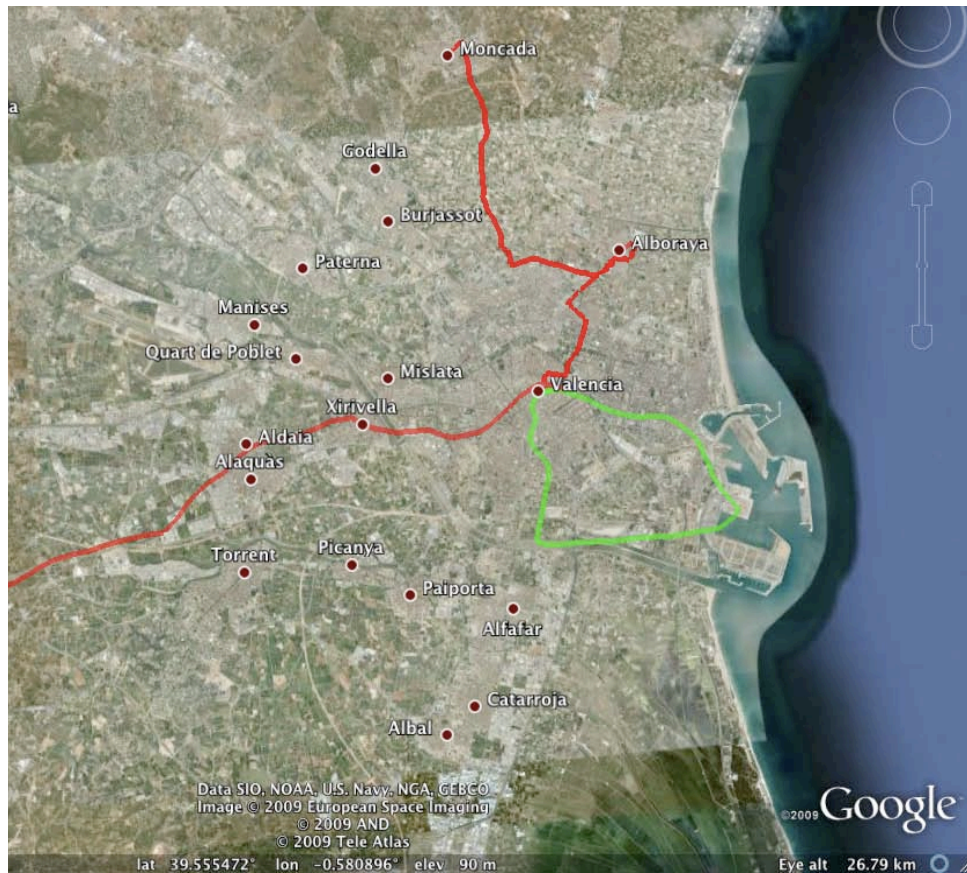 Moncada
a
Godella
Burjassot
Alboraya
Paterna
Manises
Quart de Poblet
Mislata
Valencia
Xirivella
Aldaia
Alaquàs
Picanya
Torrent
Paiporta
Alfafar
Catarroja
Albal
Data SIO, NOAA, U.S. Navy, NGA, GEBCO
Image © 2009 European Space Imaging
© 2009 AND
© 2009 Tele Atlas
©2009 Google
lat 39.555472° lon -0.580896° elev 90 m
Eye alt 26.79 km